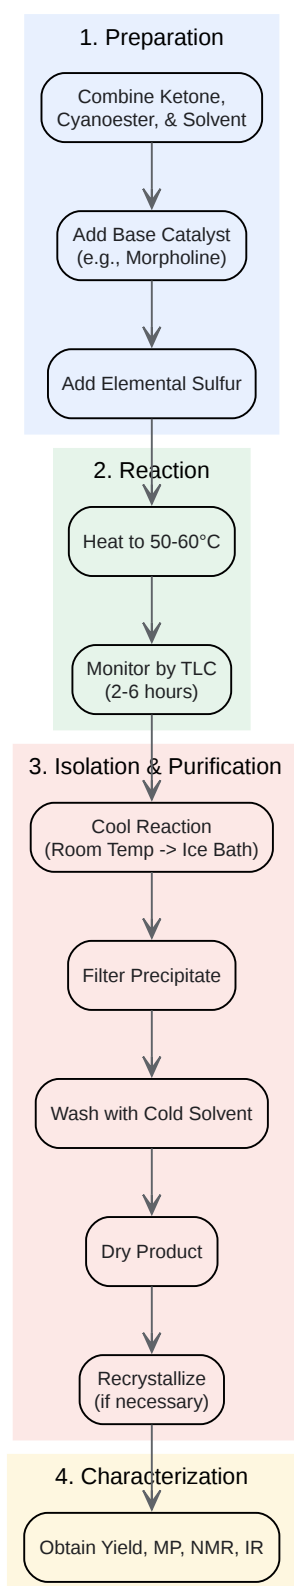 1. Preparation
Combine Ketone,
Cyanoester, & Solvent
Add Base Catalyst
(e.g., Morpholine)
Add Elemental Sulfur
2. Reaction
Heat to 50-60°C
Monitor by TLC
(2-6 hours)
3. Isolation & Purification
Cool Reaction
(Room Temp -> Ice Bath)
Filter Precipitate
Wash with Cold Solvent
Dry Product
Recrystallize
(if necessary)
4. Characterization
Obtain Yield, MP, NMR, IR